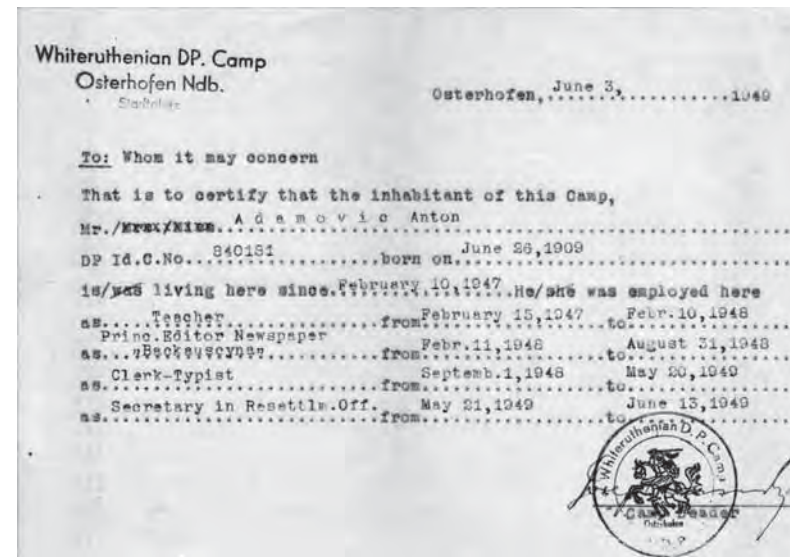 Whiteruthenian DP. Camp
Osterhofen Ndb.
Osterhofen, June 3, 1949
To: Whom it may concern
That is to certify that the inhabitant of this Camp,
Mr./Mrs./Miss. Adamovic Anton
DP Id.C.No. 840181 born on June 26,1909
is/was living here since February 10,1947 He/she was employed here
as Teacher from February 15,1947 to Febr.10,1948
Princ.Editor Newspaper
as from Febr.11,1948 to August 31,1948
as Clerk-Typist from Septemb.1,1948 to May 20,1949
as Secretary in Resettlm.Off. from May 21,1949 to June 13,1949
Whiteruthenian D.P. Camp
Camp Leader
Osterhofen